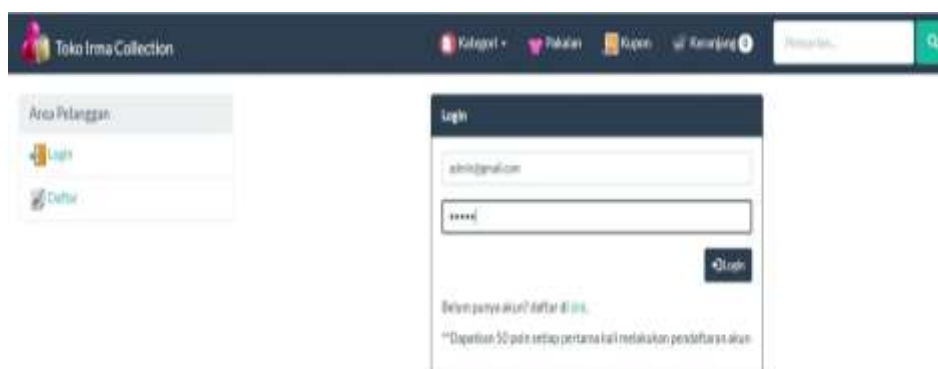 Toko Irma Collection
Kategori
Pakaian
Kupon
Keranjang 0
Pencarian...
Area Pelanggan
Login
Daftar
Login
admin@gmail.com
•••••
Login
Belum punya akun? daftar di sini.
**Dapatkan 50 poin setiap pertama kali melakukan pendaftaran akun